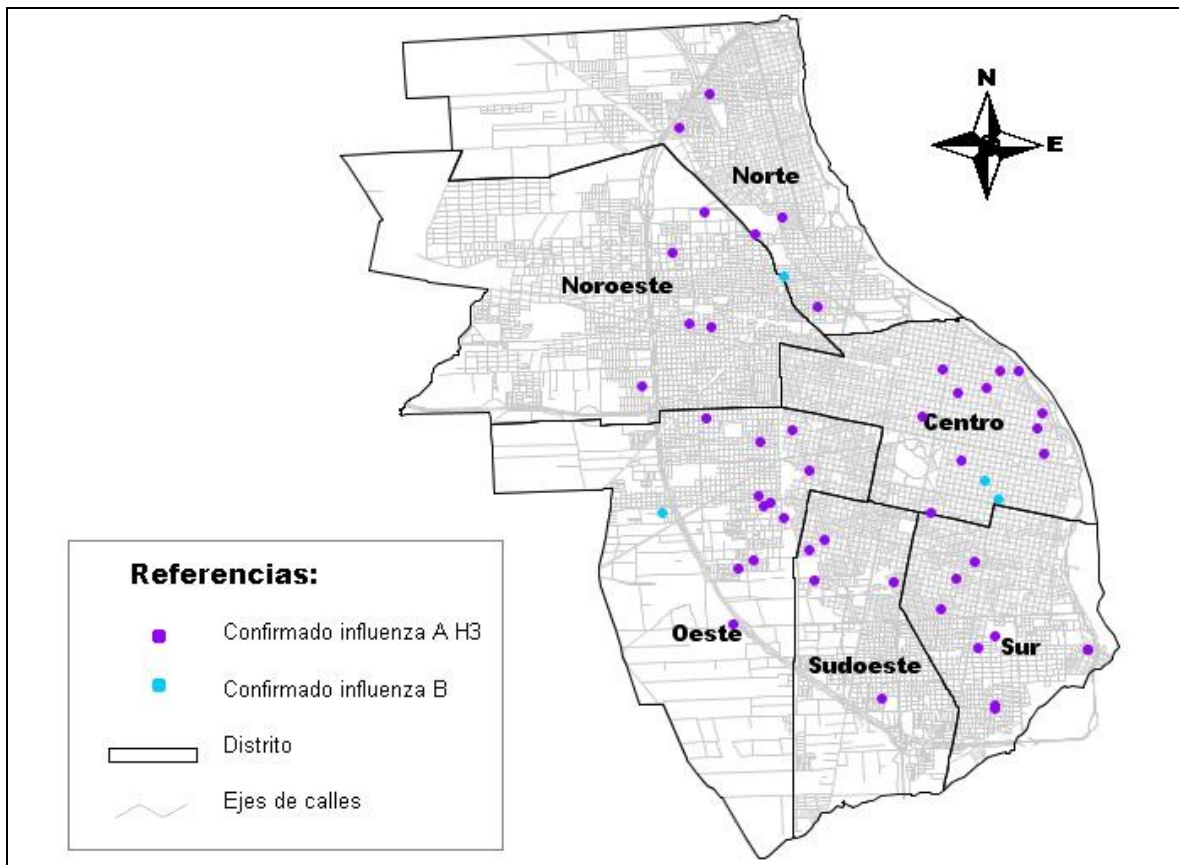 N
E
Norte
Noroeste
Centro
Oeste
Sudoeste
Sur
Referencias:
Confirmado influenza A H3
Confirmado influenza B
Distrito
Ejes de calles